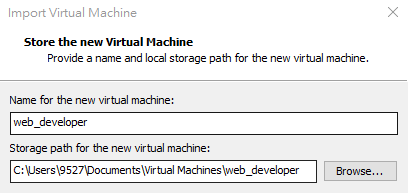 Import Virtual Machine
Store the new Virtual Machine
Provide a name and local storage path for the new virtual machine.
Name for the new virtual machine:
web_developer
Storage path for the new virtual machine:
C:\Users\9527\Documents\Virtual Machines\web_developer
Browse...